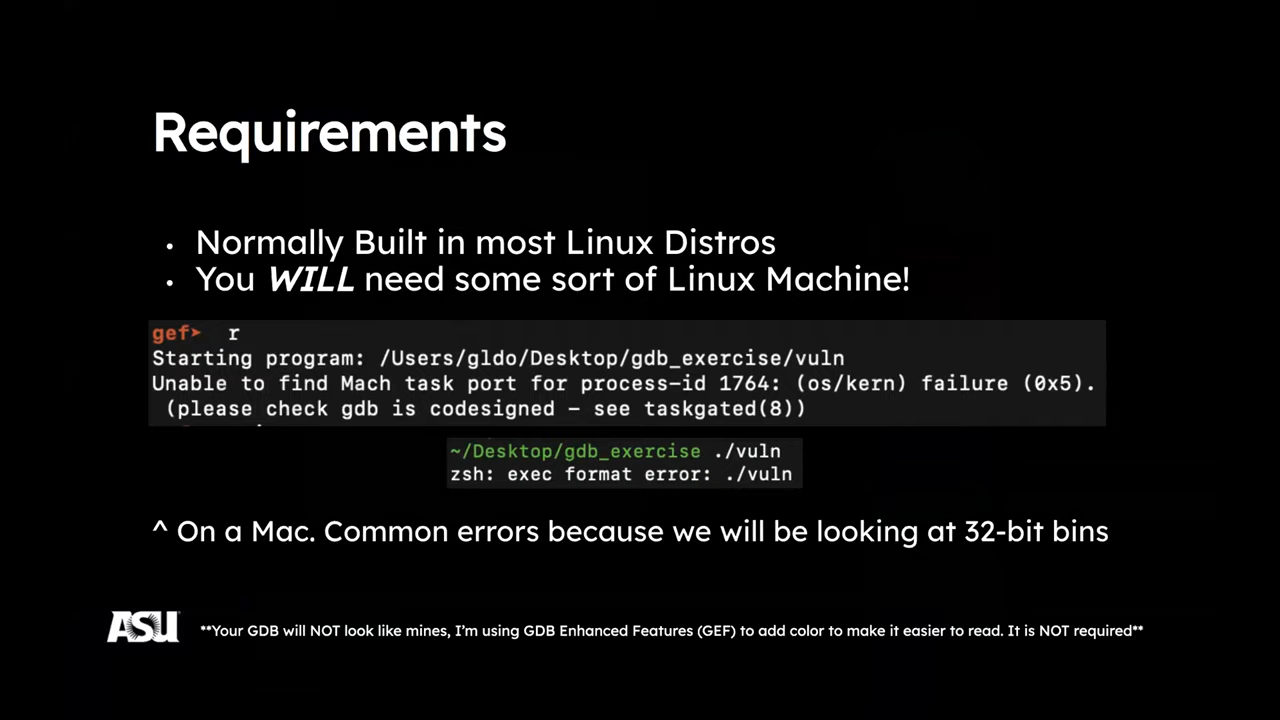 Requirements
• Normally Built in most Linux Distros
• You WILL need some sort of Linux Machine!
gef➤ r
Starting program: /Users/gldo/Desktop/gdb_exercise/vuln
Unable to find Mach task port for process-id 1764: (os/kern) failure (0x5).
(please check gdb is codesigned - see taskgated(8))
~/Desktop/gdb_exercise ./vuln
zsh: exec format error: ./vuln
^ On a Mac. Common errors because we will be looking at 32-bit bins
ASU
**Your GDB will NOT look like mines, I'm using GDB Enhanced Features (GEF) to add color to make it easier to read. It is NOT required**